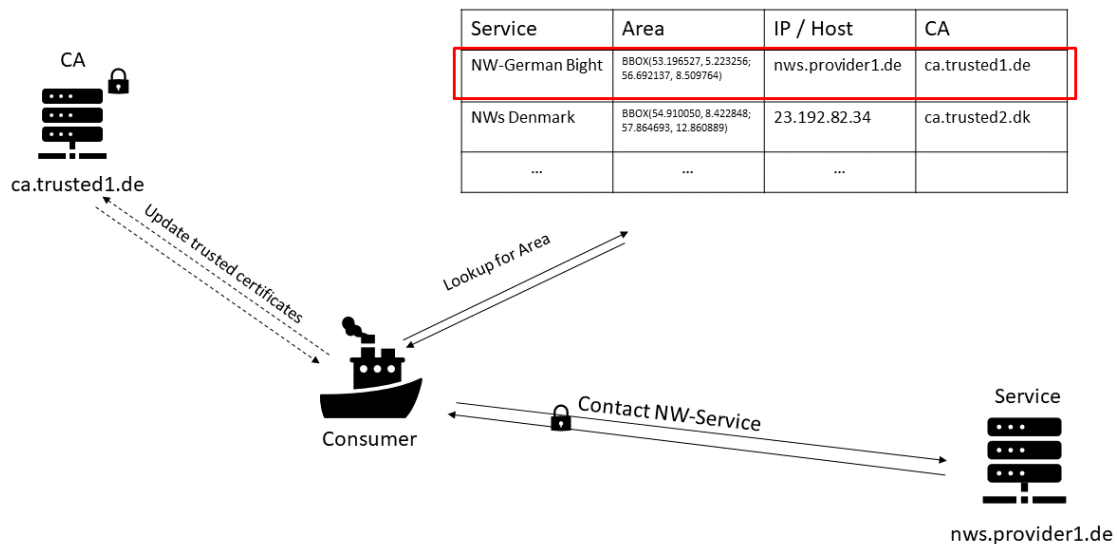 Service Area IP / Host CA
NW-German Bight BBOX(53.196527, 5.223256; nws.provider1.de ca.trusted1.de
56.692137, 8.509764)
NWs Denmark BBOX(54.910050, 8.422848; 23.192.82.34 ca.trusted2.dk
57.864693, 12.860889)
... ... ...
CA
ca.trusted1.de
Update trusted certificates
Lookup for Area
Consumer
Contact NW-Service
Service
nws.provider1.de